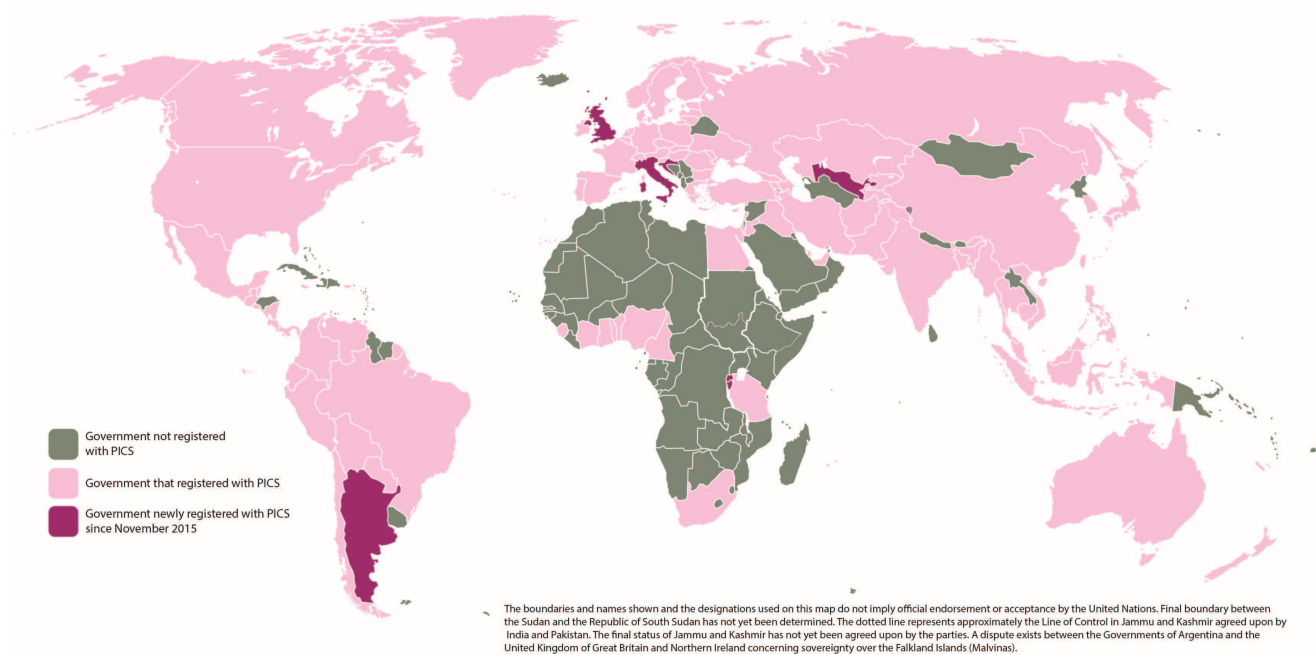 Government not registered
with PICS
Government that registered with PICS
Government newly registered with PICS
since November 2015
The boundaries and names shown and the designations used on this map do not imply official endorsement or acceptance by the United Nations. Final boundary between
the Sudan and the Republic of South Sudan has not yet been determined. The dotted line represents approximately the Line of Control in Jammu and Kashmir agreed upon by
India and Pakistan. The final status of Jammu and Kashmir has not yet been agreed upon by the parties. A dispute exists between the Governments of Argentina and the
United Kingdom of Great Britain and Northern Ireland concerning sovereignty over the Falkland Islands (Malvinas).